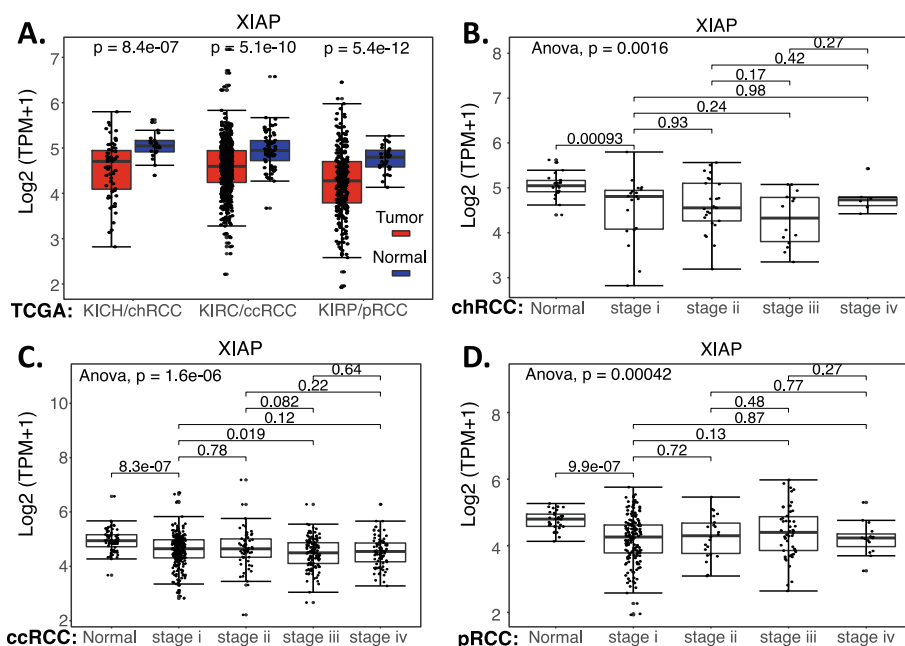 A.
XIAP
p = 8.4e-07 p = 5.1e-10 p = 5.4e-12
Log2 (TPM+1)
7
6
5
4
3
2
Tumor
Normal
TCGA: KICH/chRCC KIRC/ccRCC KIRP/pRCC
B.
XIAP
Anova, p = 0.0016
0.27
0.42
0.17
0.98
0.24
0.93
0.00093
Log2 (TPM+1)
8
7
6
5
4
3
chRCC: Normal stage i stage ii stage iii stage iv
C.
XIAP
Anova, p = 1.6e-06
0.64
0.22
0.082
0.12
0.019
0.78
8.3e-07
Log2 (TPM+1)
10
8
6
4
2
ccRCC: Normal stage i stage ii stage iii stage iv
D.
XIAP
Anova, p = 0.00042
0.27
0.77
0.48
0.87
0.13
0.72
9.9e-07
Log2 (TPM+1)
8
6
4
2
pRCC: Normal stage i stage ii stage iii stage iv